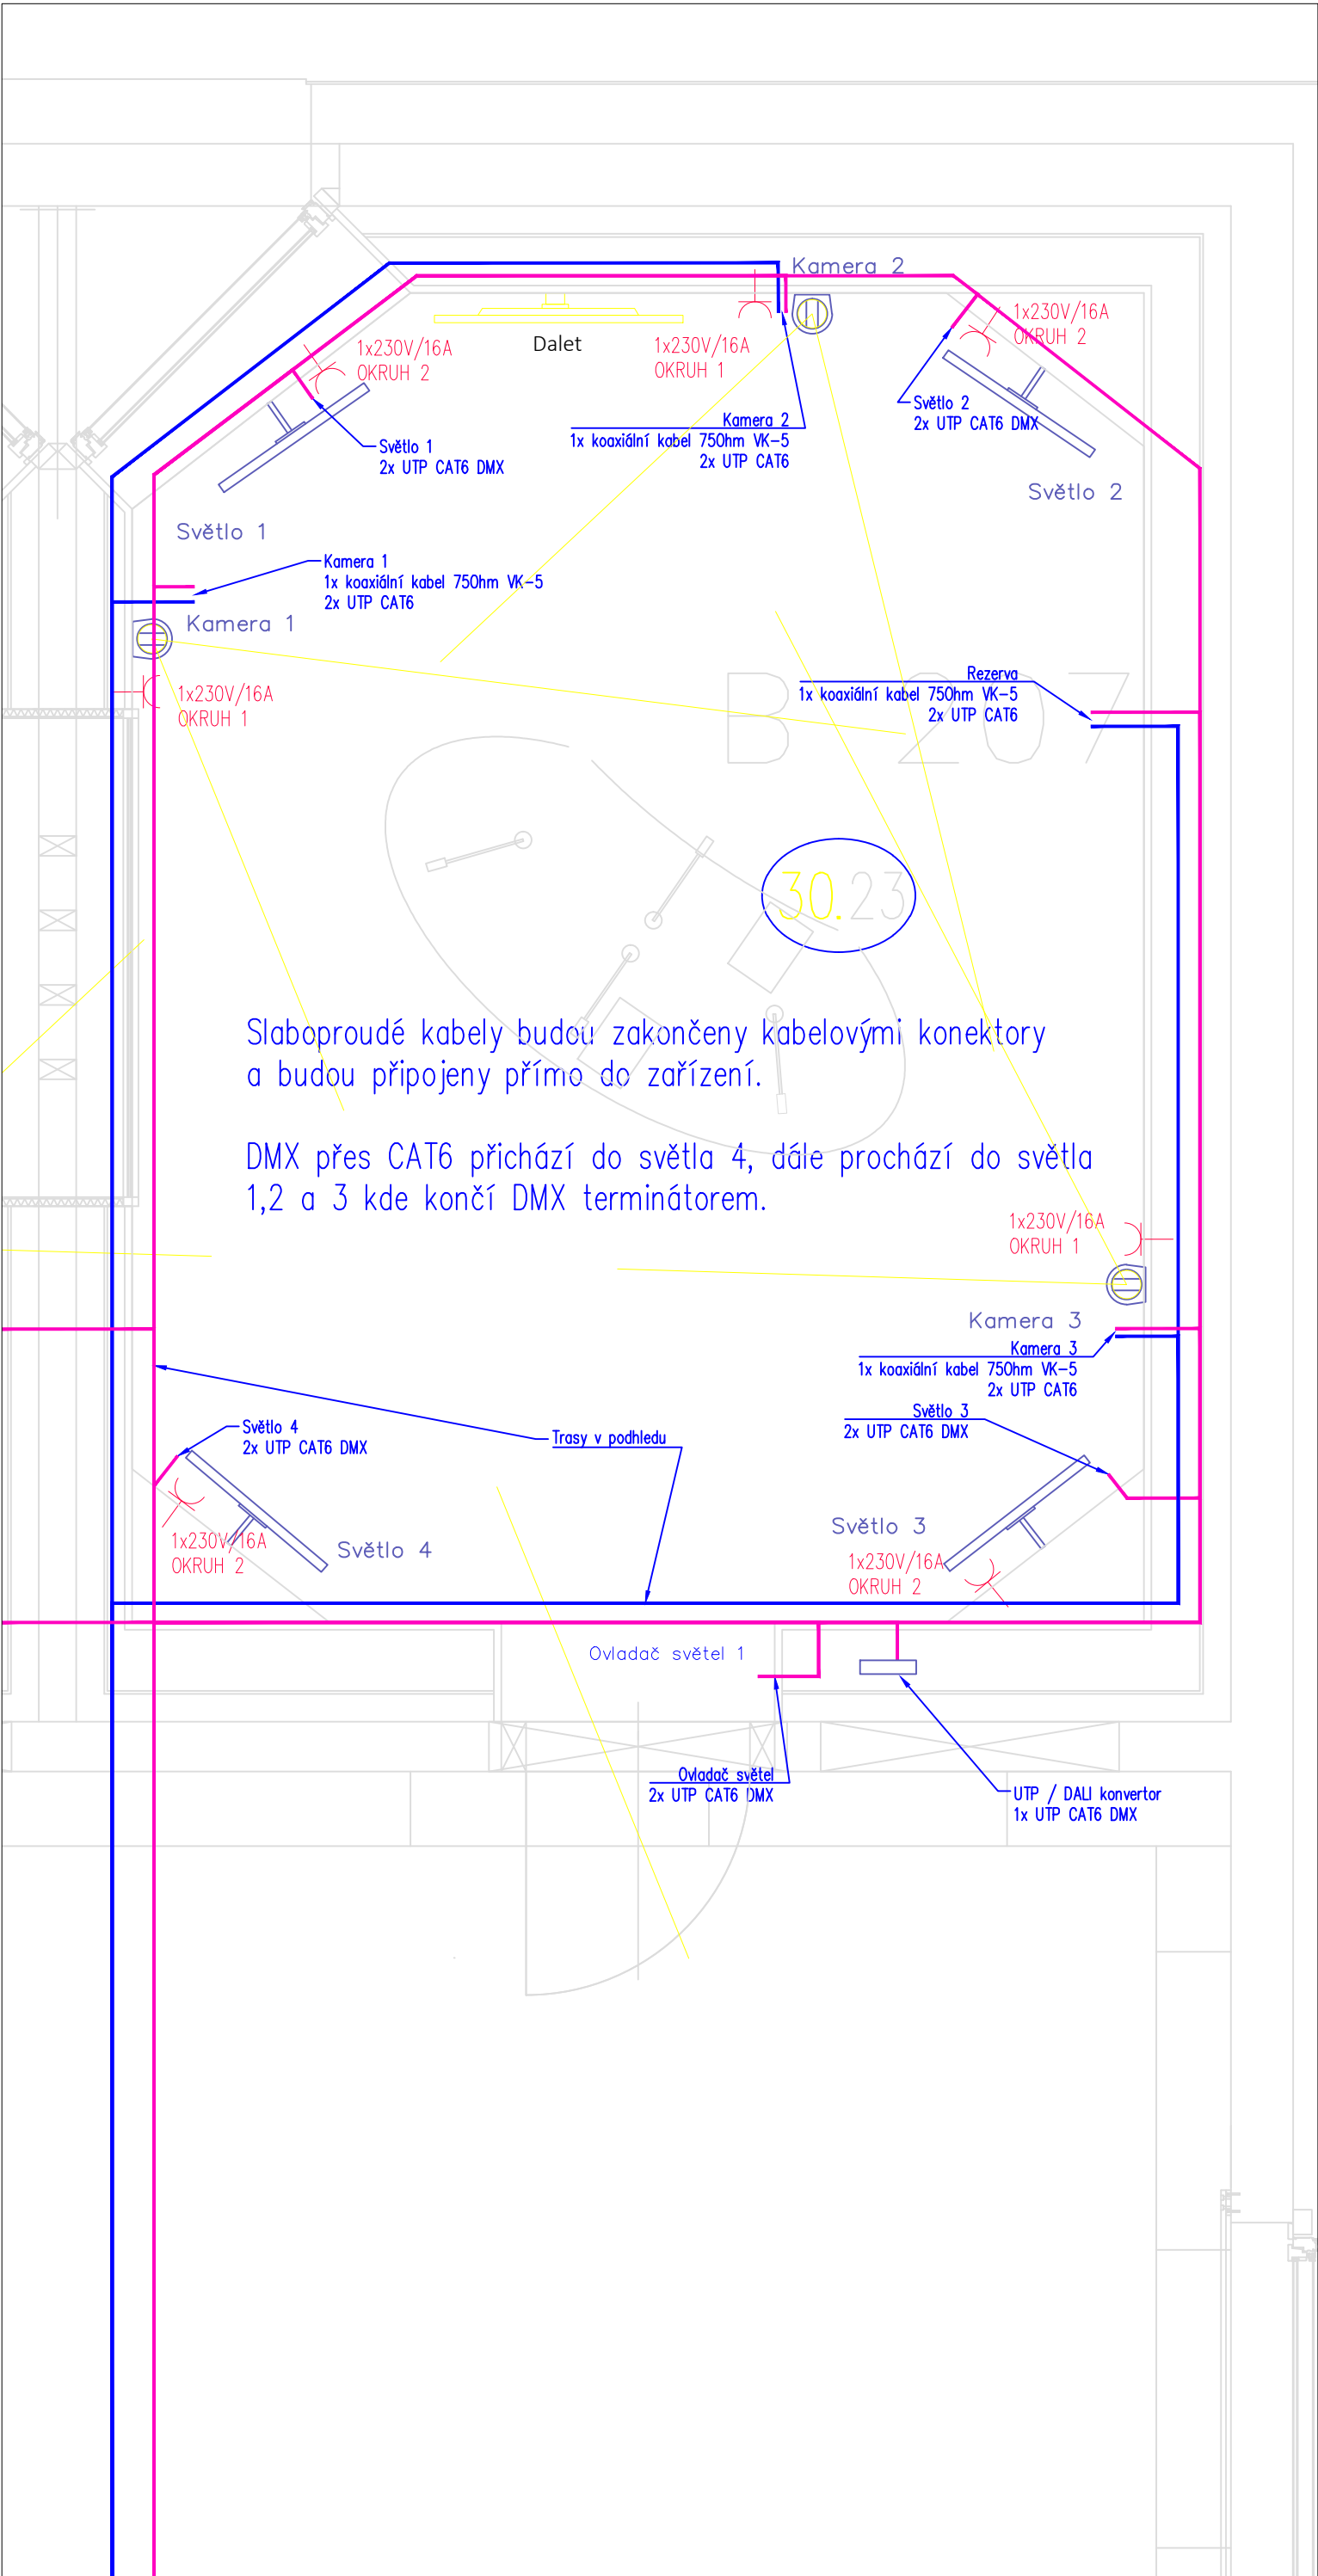 Kamera 2
1x230V/16A
OKRUH 2
Dalet
1x230V/16A
OKRUH 1
1x230V/16A
OKRUH 2
Světlo 1
2x UTP CAT6 DMX
Kamera 2
1x koaxiální kabel 75Ohm VK-5
2x UTP CAT6
Světlo 2
2x UTP CAT6 DMX
Světlo 2
Světlo 1
Kamera 1
1x koaxiální kabel 75Ohm VK-5
2x UTP CAT6
Kamera 1
1x230V/16A
OKRUH 1
Rezerva
1x koaxiální kabel 75Ohm VK-5
2x UTP CAT6
B 207
30.23
Slaboproudé kabely budou zakončeny kabelovými konektory
a budou připojeny přímo do zařízení.
DMX přes CAT6 přichází do světla 4, dále prochází do světla
1,2 a 3 kde končí DMX terminátorem.
1x230V/16A
OKRUH 1
Kamera 3
Kamera 3
1x koaxiální kabel 75Ohm VK-5
2x UTP CAT6
Světlo 3
2x UTP CAT6 DMX
Světlo 4
2x UTP CAT6 DMX
Trasy v podhledu
1x230V/16A
OKRUH 2
Světlo 4
Světlo 3
1x230V/16A
OKRUH 2
Ovladač světel 1
Ovladač světel
2x UTP CAT6 DMX
UTP / DALI konvertor
1x UTP CAT6 DMX